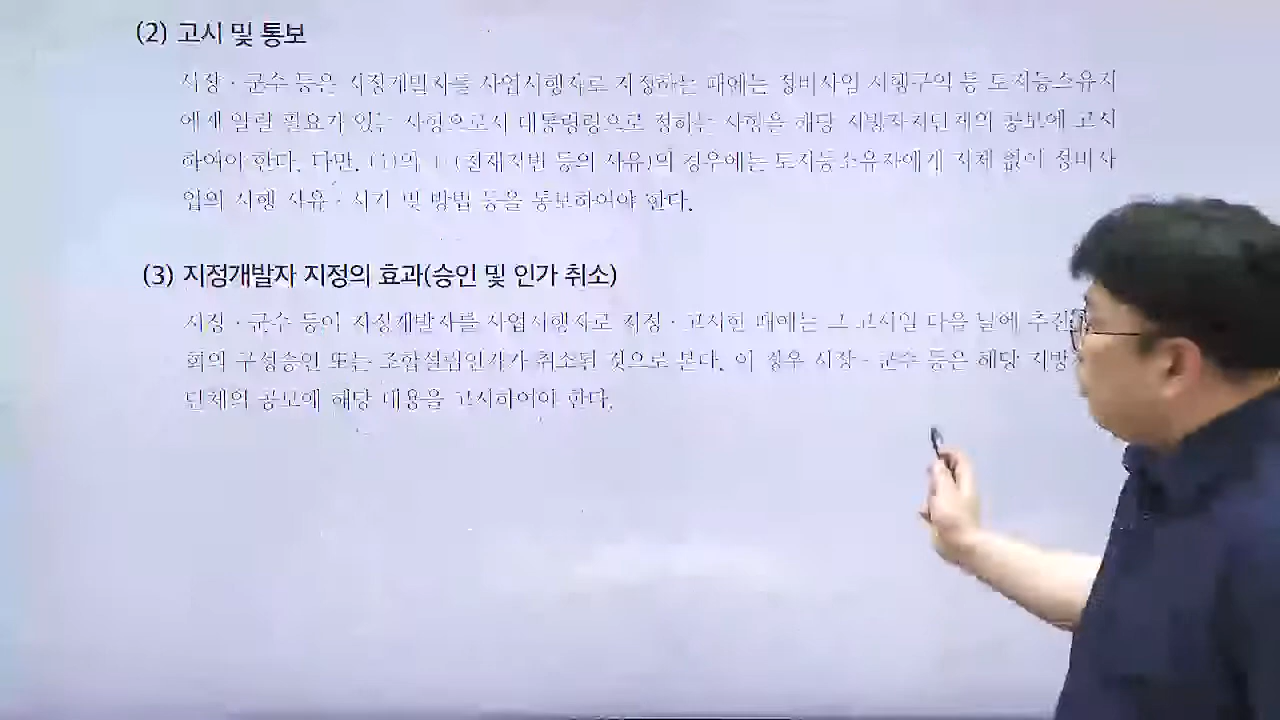 (2) 고시 및 통보
시장·군수 등은 지정개발자를 사업시행자로 지정하는 때에는 정비사업 시행구역 등 토지등소유자
에게 알릴 필요가 있는 사항으로서 대통령령으로 정하는 사항을 해당 지방자치단체의 공보에 고시
하여야 한다. 다만, (1)의 (천재지변 등의 사유)의 경우에는 토지등소유자에게 지체 없이 정비사
업의 시행 사유·시기 및 방법 등을 통보하여야 한다.
(3) 지정개발자 지정의 효과(승인 및 인가 취소)
시장·군수 등이 지정개발자를 사업시행자로 지정·고시한 때에는 그 고시일 다음 날에 추진
회의 구성승인 또는 조합설립인가가 취소된 것으로 본다. 이 경우 시장·군수 등은 해당 지방
단체의 공보에 해당 내용을 고시하여야 한다.